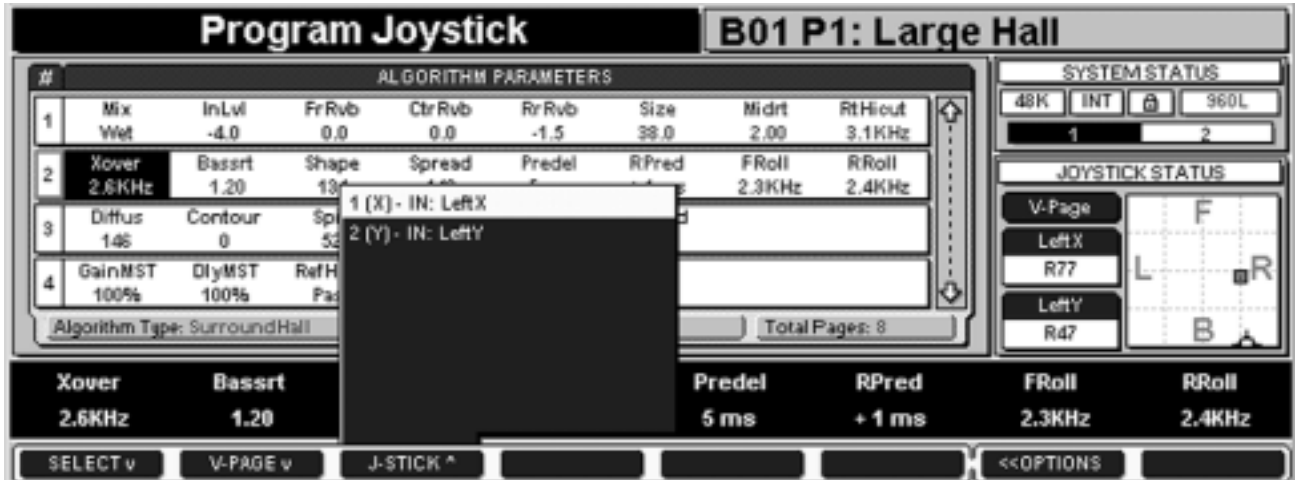 Program Joystick B01 P1: Large Hall
# ALGORITHM PARAMETERS SYSTEM STATUS
48K INT 960L
1 2
1 Mix InLvl FrRvb CtrRvb RrRvb Size Midrt RtHicut
Wet -4.0 0.0 0.0 -1.5 38.0 2.00 3.1KHz
2 Xover Bassrt Shape Spread Predel RPred FRoll RRoll
2.6KHz 1.20 2.3KHz 2.4KHz
JOYSTICK STATUS
1 (X) - IN: LeftX
2 (Y) - IN: LeftY
3 Diffus Contour
146 0
4 GainMST DlyMST
100% 100%
Algorithm Type: SurroundHall Total Pages: 8
V-Page
LeftX
R77
LeftY
R47
F
L R
B
Xover Bassrt Predel RPred FRoll RRoll
2.6KHz 1.20 5 ms + 1 ms 2.3KHz 2.4KHz
SELECT v V-PAGE v J-STICK ^ <<OPTIONS